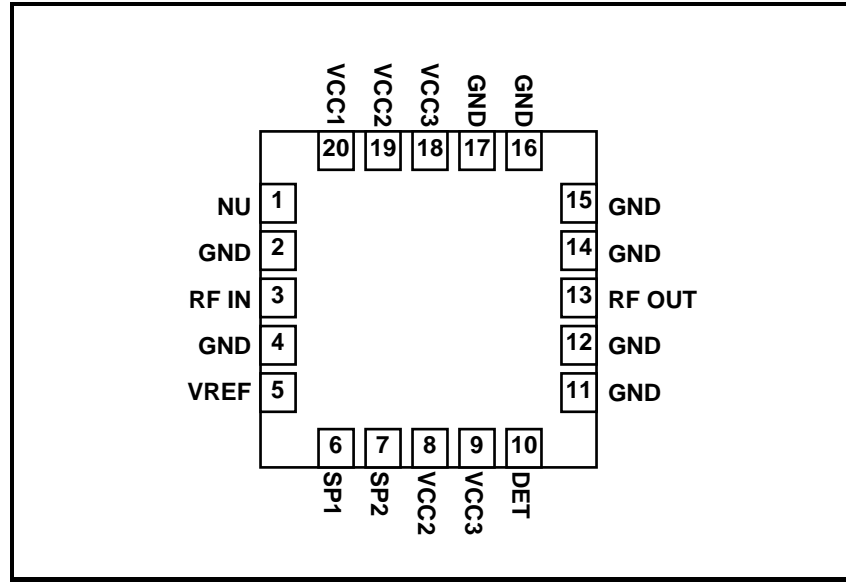 VCC1 VCC2 VCC3 GND GND
20 19 18 17 16
NU 1 15 GND
GND 2 14 GND
RF IN 3 13 RF OUT
GND 4 12 GND
VREF 5 11 GND
6 7 8 9 10
SP1 SP2 VCC2 VCC3 DET